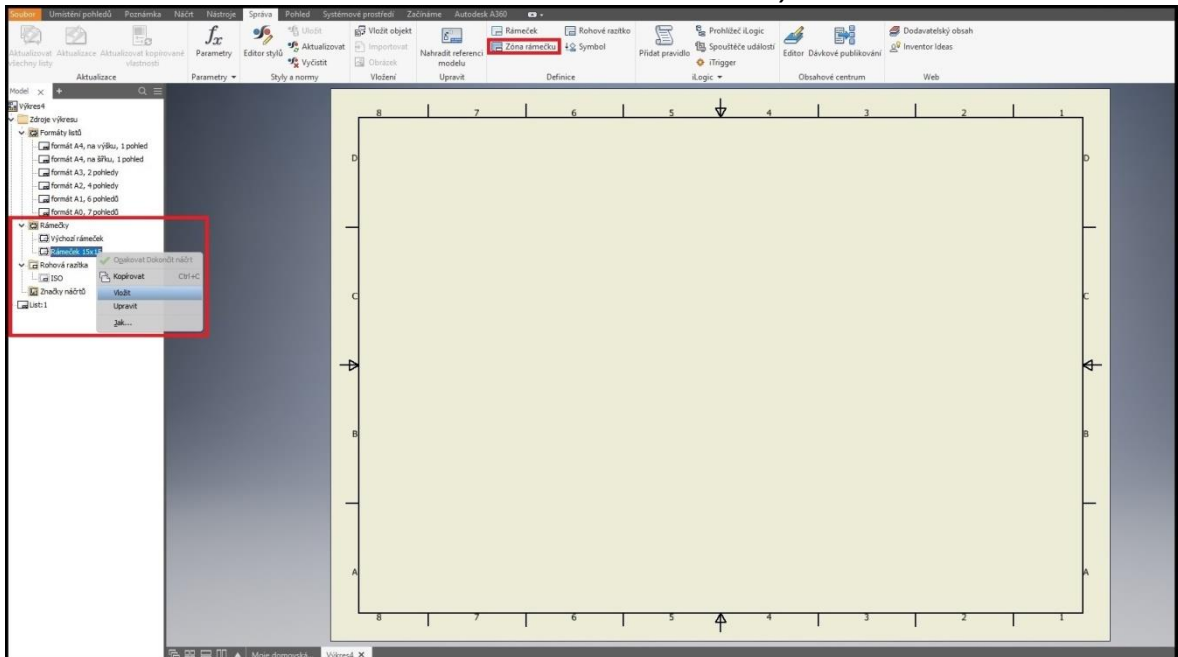 Soubor Umístění pohledů Poznámka Náčrt Nástroje Správa Pohled Systémové prostředí Začínáme Autodesk A360
Aktualizovat všechny listy
Aktualizace
Aktualizovat kopírované vlastnosti
Aktualizace
fx
Parametry
Parametry
Editor stylů
Uložit
Aktualizovat
Vyčistit
Styly a normy
Vložit objekt
Importovat
Obrázek
Vložení
Nahradit referenci modelu
Upravit
Rámeček
Rohové razítko
Zóna rámečku
Symbol
Definice
Přidat pravidlo
Prohlížeč iLogic
Spouštěče událostí
iTrigger
iLogic
Editor
Dávkové publikování
Obsahové centrum
Dodavatelský obsah
Inventor Ideas
Web
Model
Výkres4
Zdroje výkresu
Formáty listů
formát A4, na výšku, 1 pohled
formát A4, na šířku, 1 pohled
formát A3, 2 pohledy
formát A2, 4 pohledy
formát A1, 6 pohledů
formát A0, 7 pohledů
Rámečky
Výchozí rámeček
Rámeček 15x15
Rohová razítka
ISO
Značky náčrtů
List:1
Opakovat Dokončit náčrt
Kopírovat Ctrl+C
Vložit
Upravit
Jak...
8 7 6 5 4 3 2 1
D D
C C
B B
A A
8 7 6 5 4 3 2 1
Moje domovská...
Výkres4